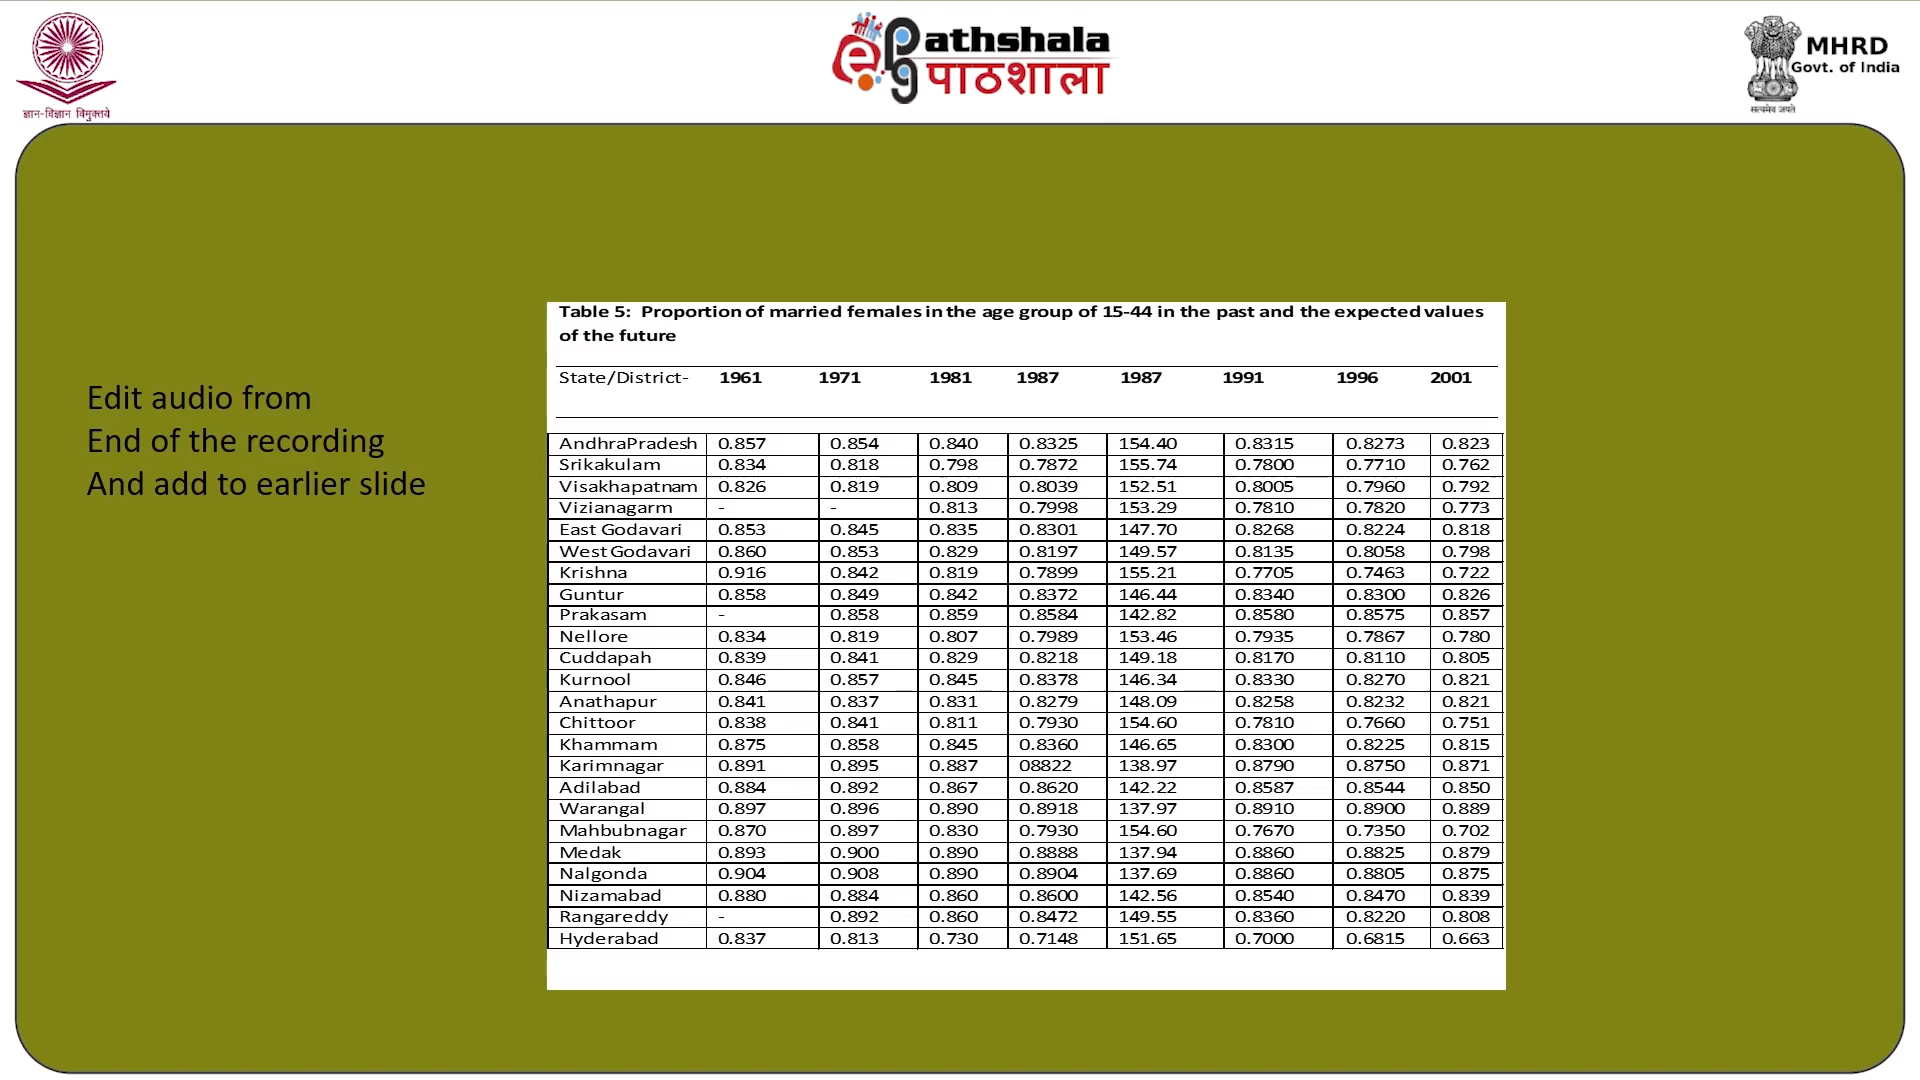 ज्ञान-विज्ञान विमुक्तये
e pg athshala
पाठशाला
MHRD
Govt. of India
सत्यमेव जयते
Edit audio from
End of the recording
And add to earlier slide
Table 5: Proportion of married females in the age group of 15-44 in the past and the expected values
of the future
State/District- 1961 1971 1981 1987 1987 1991 1996 2001
AndhraPradesh 0.857 0.854 0.840 0.8325 154.40 0.8315 0.8273 0.823
Srikakulam 0.834 0.818 0.798 0.7872 155.74 0.7800 0.7710 0.762
Visakhapatnam 0.826 0.819 0.809 0.8039 152.51 0.8005 0.7960 0.792
Vizianagarm - - 0.813 0.7998 153.29 0.7810 0.7820 0.773
East Godavari 0.853 0.845 0.835 0.8301 147.70 0.8268 0.8224 0.818
West Godavari 0.860 0.853 0.829 0.8197 149.57 0.8135 0.8058 0.798
Krishna 0.916 0.842 0.819 0.7899 155.21 0.7705 0.7463 0.722
Guntur 0.858 0.849 0.842 0.8372 146.44 0.8340 0.8300 0.826
Prakasam - 0.858 0.859 0.8584 142.82 0.8580 0.8575 0.857
Nellore 0.834 0.819 0.807 0.7989 153.46 0.7935 0.7867 0.780
Cuddapah 0.839 0.841 0.829 0.8218 149.18 0.8170 0.8110 0.805
Kurnool 0.846 0.857 0.845 0.8378 146.34 0.8330 0.8270 0.821
Anathapur 0.841 0.837 0.831 0.8279 148.09 0.8258 0.8232 0.821
Chittoor 0.838 0.841 0.811 0.7930 154.60 0.7810 0.7660 0.751
Khammam 0.875 0.858 0.845 0.8360 146.65 0.8300 0.8225 0.815
Karimnagar 0.891 0.895 0.887 08822 138.97 0.8790 0.8750 0.871
Adilabad 0.884 0.892 0.867 0.8620 142.22 0.8587 0.8544 0.850
Warangal 0.897 0.896 0.890 0.8918 137.97 0.8910 0.8900 0.889
Mahbubnagar 0.870 0.897 0.830 0.7930 154.60 0.7670 0.7350 0.702
Medak 0.893 0.900 0.890 0.8888 137.94 0.8860 0.8825 0.879
Nalgonda 0.904 0.908 0.890 0.8904 137.69 0.8860 0.8805 0.875
Nizamabad 0.880 0.884 0.860 0.8600 142.56 0.8540 0.8470 0.839
Rangareddy - 0.892 0.860 0.8472 149.55 0.8360 0.8220 0.808
Hyderabad 0.837 0.813 0.730 0.7148 151.65 0.7000 0.6815 0.663